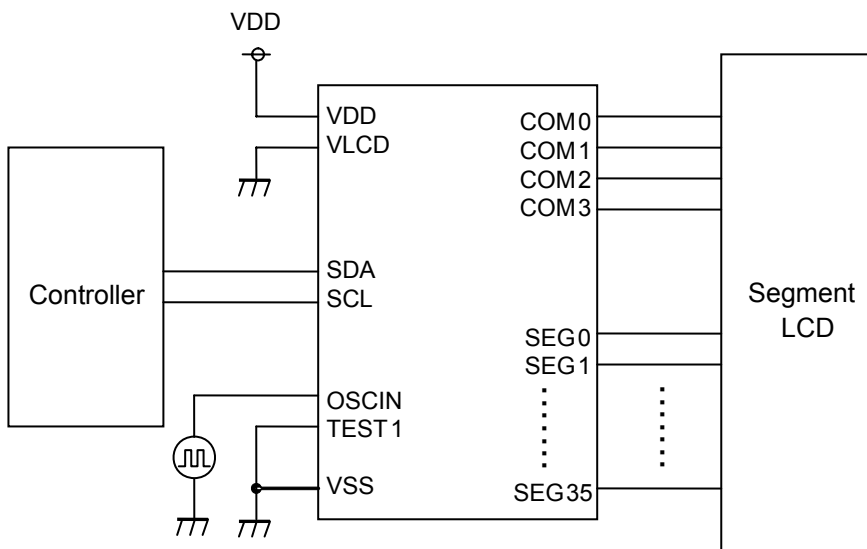 VDD
VDD
VLCD
SDA
SCL
OSCIN
TEST1
VSS
COM0
COM1
COM2
COM3
SEG0
SEG1
SEG35
Controller
Segment
LCD